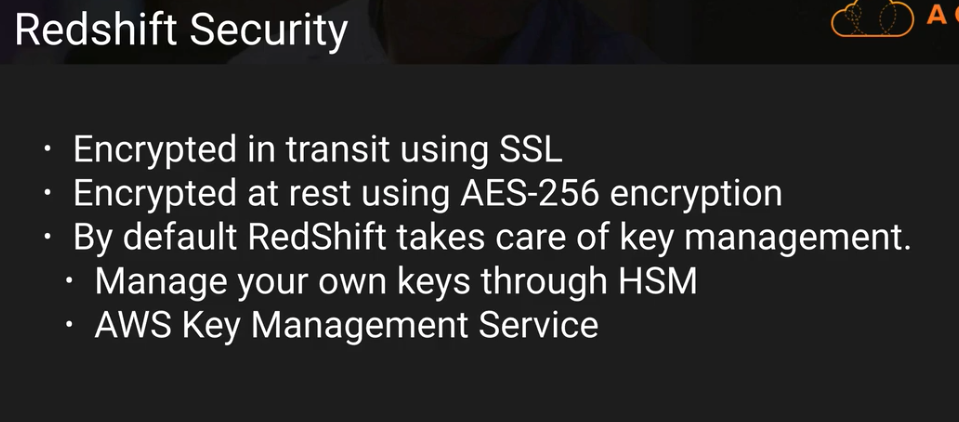 Redshift Security
A
• Encrypted in transit using SSL
• Encrypted at rest using AES-256 encryption
• By default RedShift takes care of key management.
• Manage your own keys through HSM
• AWS Key Management Service